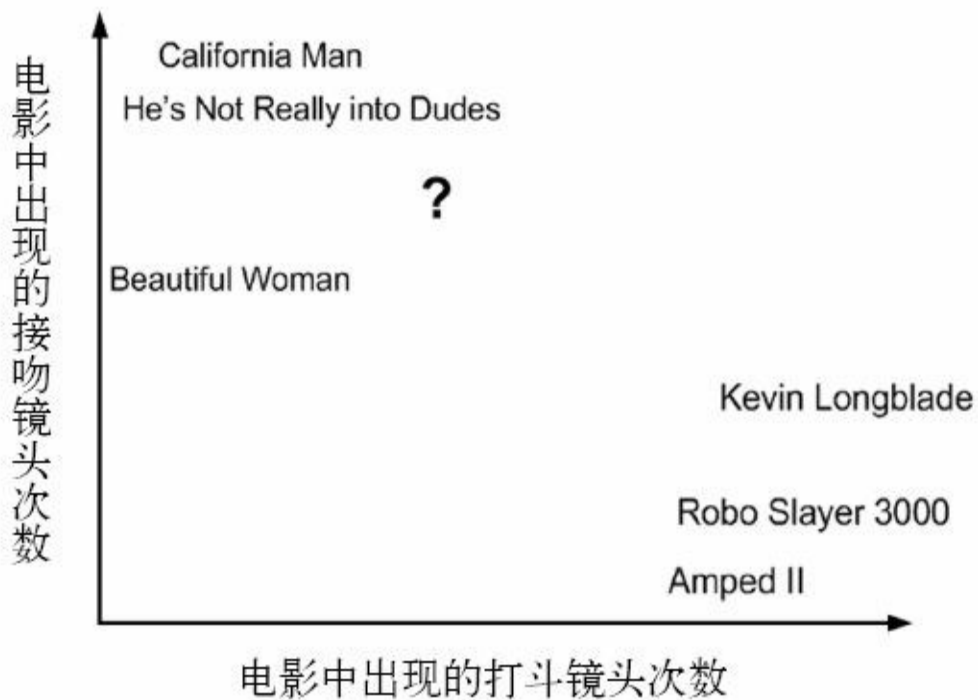 电影中出现的接吻镜头次数
California Man
He's Not Really into Dudes
?
Beautiful Woman
Kevin Longblade
Robo Slayer 3000
Amped II
电影中出现的打斗镜头次数